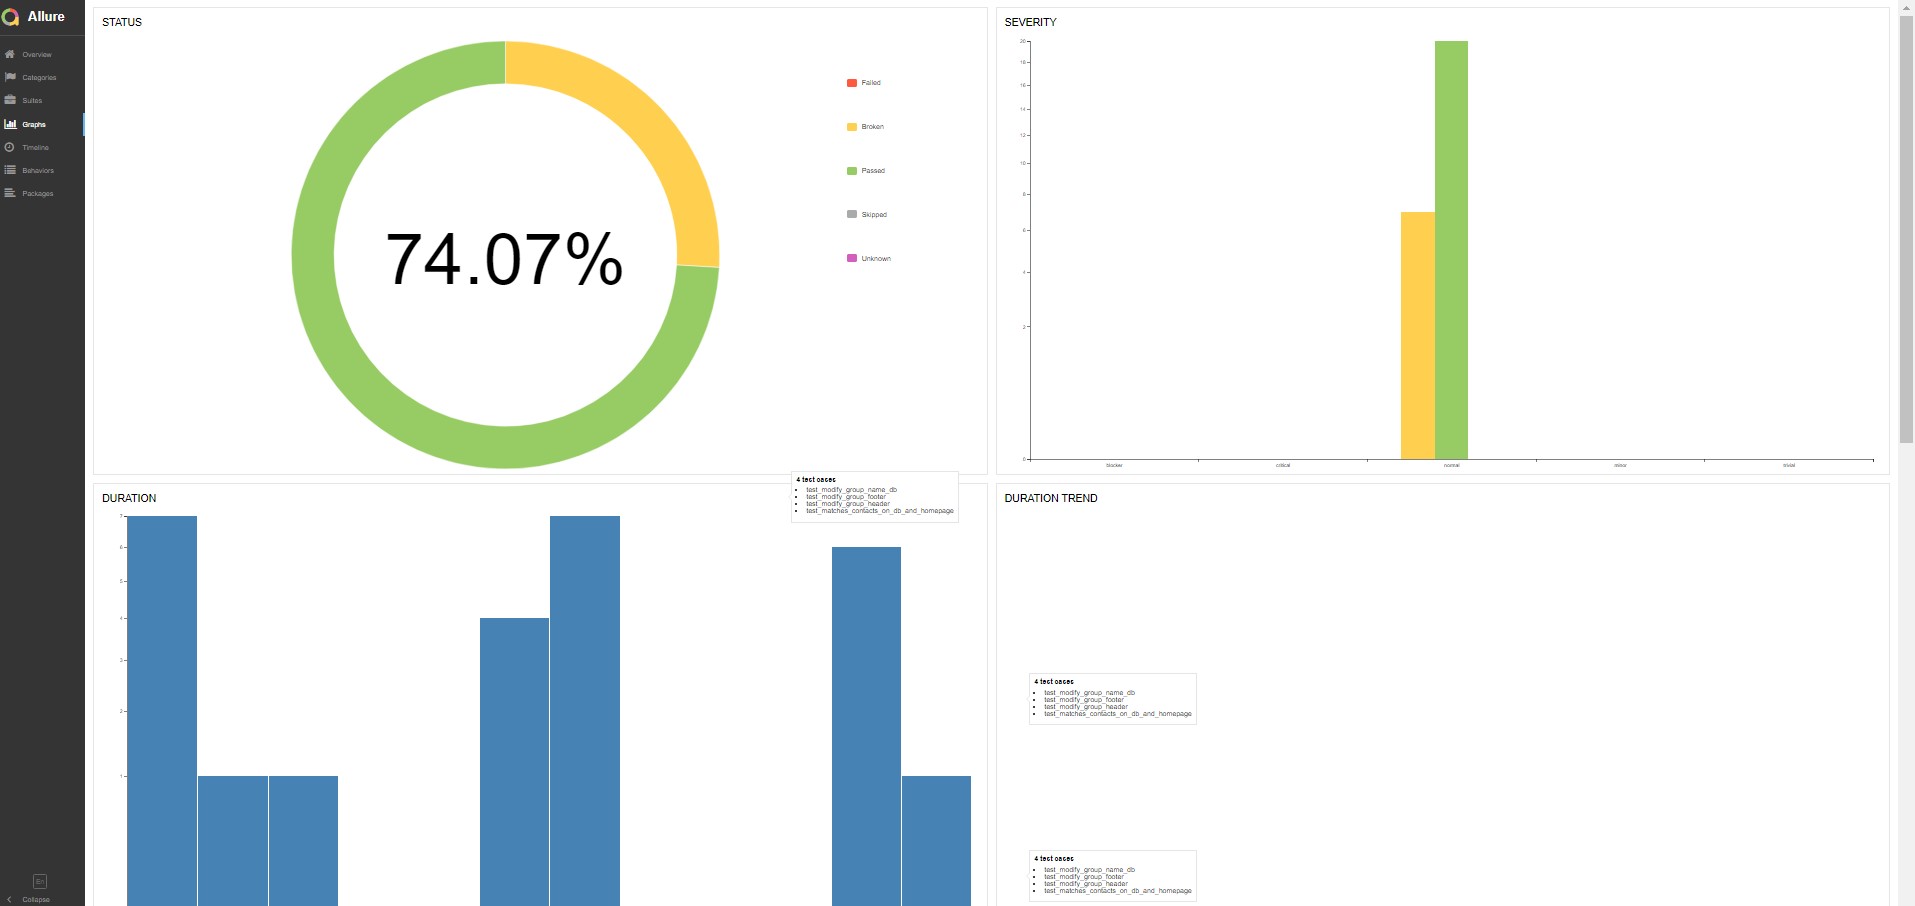 Allure
Overview
Categories
Suites
Graphs
Timeline
Behaviors
Packages
En
Collapse
STATUS
74.07%
Failed
Broken
Passed
Skipped
Unknown
SEVERITY
20
18
16
14
12
10
8
6
4
2
0
blocker
critical
normal
minor
trivial
DURATION
7
6
5
4
3
2
1
4 test cases
test_modify_group_name_db
test_modify_group_footer
test_modify_group_header
test_matches_contacts_on_db_and_homepage
DURATION TREND
4 test cases
test_modify_group_name_db
test_modify_group_footer
test_modify_group_header
test_matches_contacts_on_db_and_homepage
4 test cases
test_modify_group_name_db
test_modify_group_footer
test_modify_group_header
test_matches_contacts_on_db_and_homepage